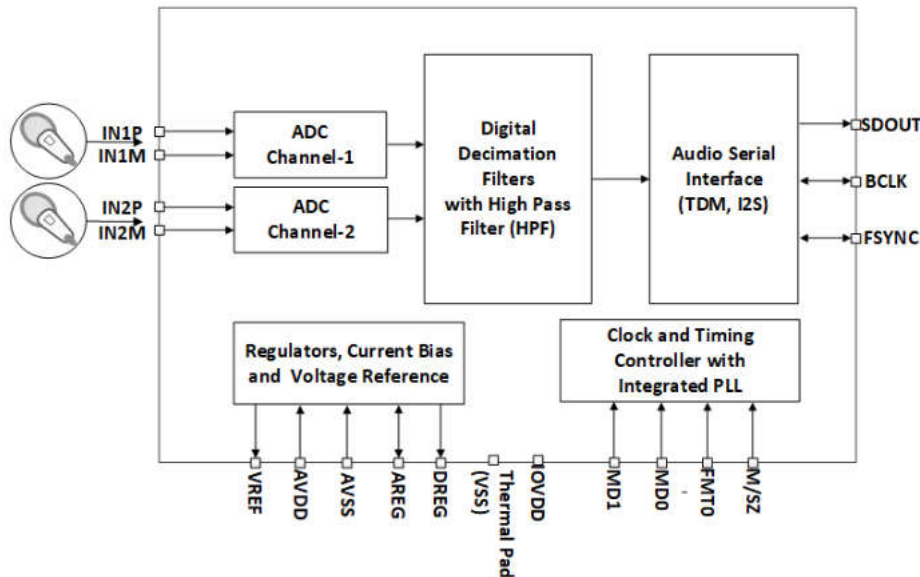 IN1P
IN1M
IN2P
IN2M
ADC
Channel-1
ADC
Channel-2
Digital
Decimation
Filters
with High Pass
Filter (HPF)
Audio Serial
Interface
(TDM, I2S)
SDOUT
BCLK
FSYNC
Regulators, Current Bias
and Voltage Reference
Clock and Timing
Controller with
Integrated PLL
VREF
AVDD
AVSS
AREG
DREG
Thermal Pad
(VSS)
IOVDD
MD1
MD0
FMT0
M/SZ